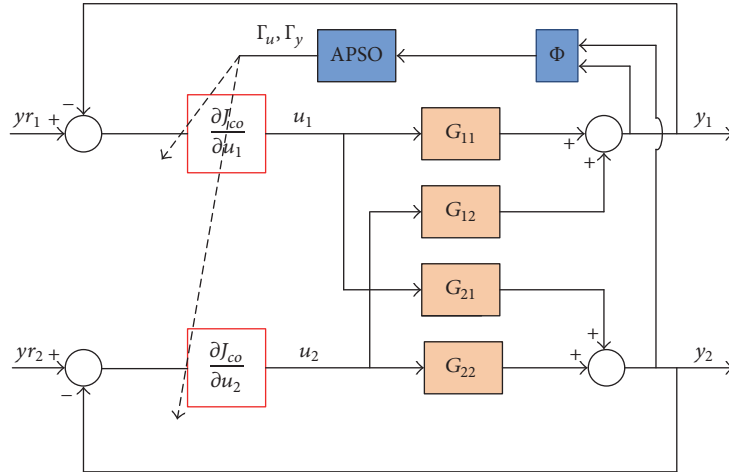 Γu, Γy
APSO
Φ
−
yr1 +
∂Jco
∂u1
u1
G11
+
+
y1
G12
G21
+
yr2 +
−
∂Jco
∂u2
u2
G22
+
y2